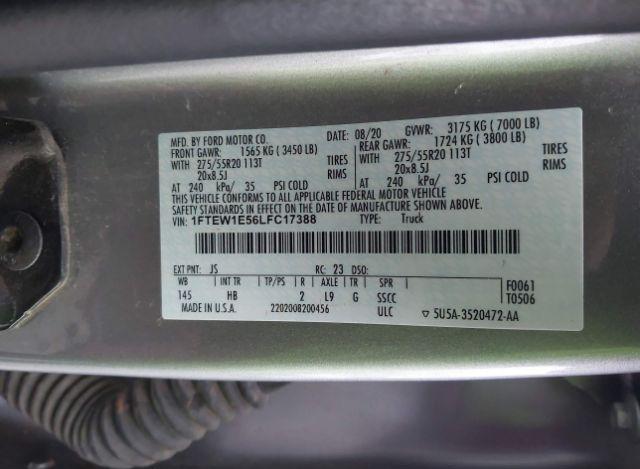 MFD. BY FORD MOTOR CO. DATE: 08/20 GVWR: 3175 KG ( 7000 LB)
FRONT GAWR: 1565 KG ( 3450 LB) REAR GAWR: 1724 KG ( 3800 LB)
WITH 275/55R20 113T TIRES WITH 275/55R20 113T TIRES
20x8.5J RIMS 20x8.5J RIMS
AT 240 kPa/ 35 PSI COLD AT 240 kPa/ 35 PSI COLD
THIS VEHICLE CONFORMS TO ALL APPLICABLE FEDERAL MOTOR VEHICLE
SAFETY STANDARDS IN EFFECT ON THE DATE OF MANUFACTURE SHOWN ABOVE.
VIN: 1FTEW1E56LFC17388 TYPE: Truck
EXT PNT: JS RC: 23 DSO:
WB INT TR TP/PS R AXLE TR SPR F0061
145 HB 2 L9 G SSCC T0506
MADE IN U.S.A. 2202008200456 ULC ▽ 5U5A-3520472-AA